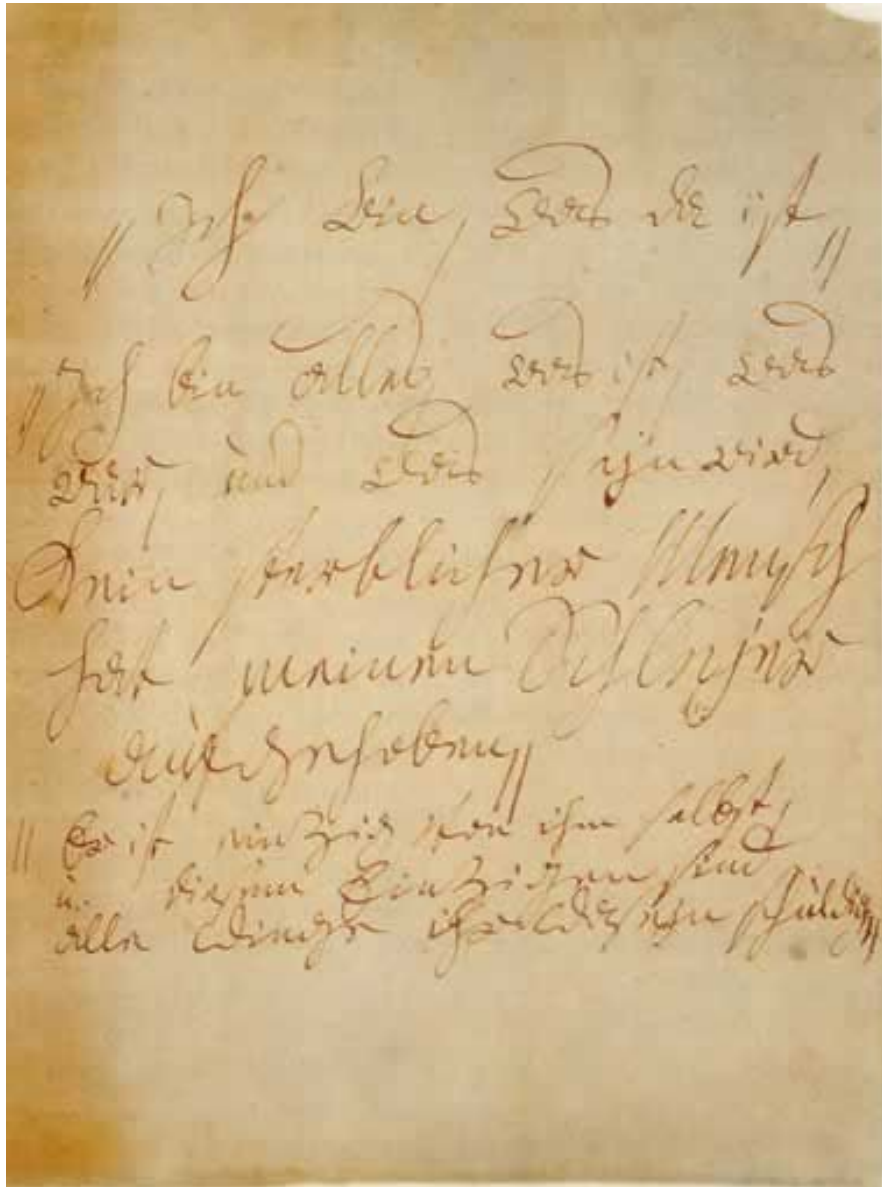 „ Ich bin, was da ist „
„ Ich bin alles, was ist, was
war, und was seyn wird,
kein sterblicher Mensch
hat meinen Schleyer
aufgehoben „
„ Er ist einzig von ihm selbst,
u. diesem Einzigen sind
alle Dinge ihr Daseyn schuldig „